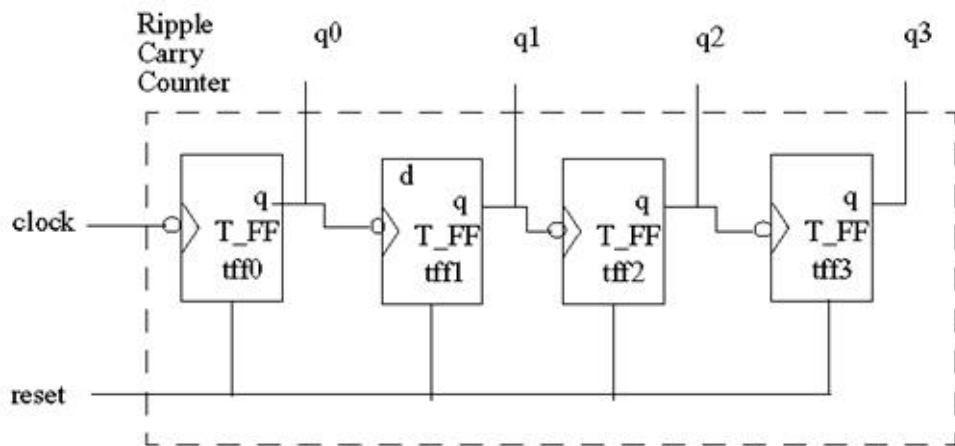 Ripple
Carry
Counter
q0
q1
q2
q3
clock
q
T_FF
tff0
d
q
T_FF
tff1
q
T_FF
tff2
q
T_FF
tff3
reset